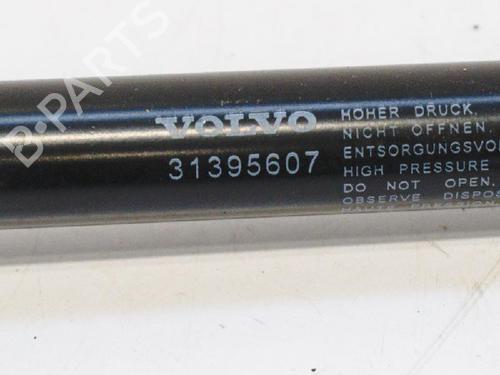 B-PARTS
VOLVO
31395607
HOHER DRUCK
NICHT ÖFFNEN.
ENTSORGUNGSVO
HIGH PRESSURE
DO NOT OPEN.
OBSERVE DISPOS